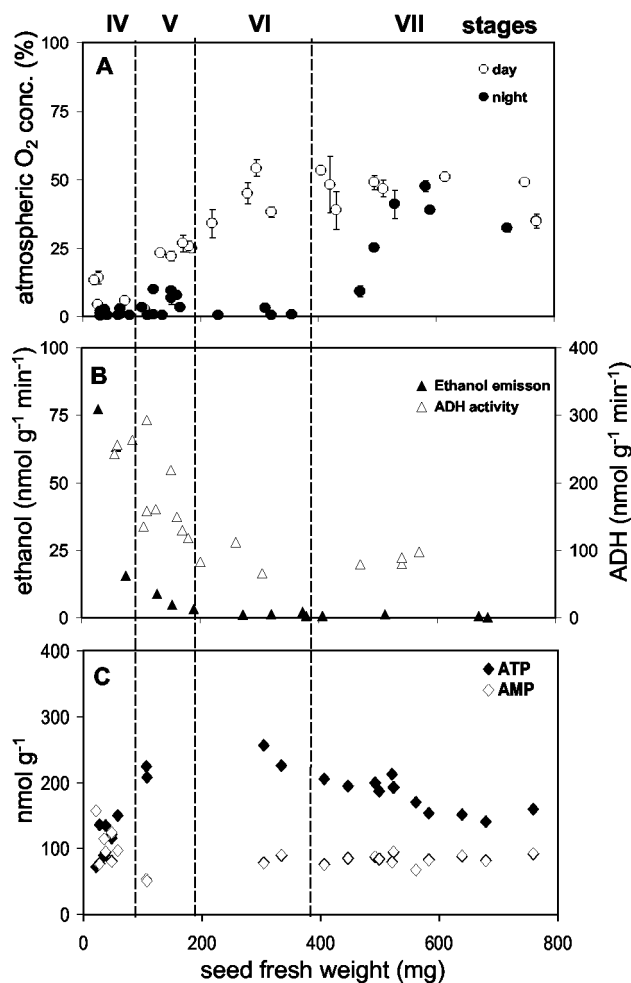 IV V VI VII stages
A
atmospheric O2 conc. (%)
100
75
50
25
0
day
night
B
ethanol (nmol g-1 min-1)
100
75
50
25
0
Ethanol emisson
ADH activity
400
300
200
100
0
ADH (nmol g-1 min-1)
C
nmol g-1
400
300
200
100
0
ATP
AMP
0 200 400 600 800
seed fresh weight (mg)